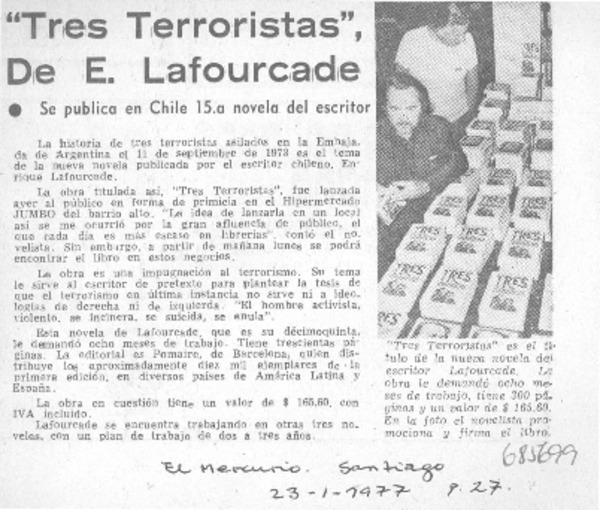 “Tres Terroristas”,
De E. Lafourcade
● Se publica en Chile 15.a novela del escritor
La historia de tres terroristas asilados en la Embaja-
da de Argentina el 11 de septiembre de 1973 es el tema
de la nueva novela publicada por el escritor chileno, En-
rique Lafourcade.
La obra titulada así, "Tres Terroristas", fue lanzada
ayer al público en forma de primicia en el Hipermercado
JUMBO del barrio alto. "La idea de lanzarla en un local
así se me ocurrió por la gran afluencia de público, el
que cada día es más escaso en librerías", contó el no-
velista. Sin embargo, a partir de mañana lunes se podrá
encontrar el libro en estos negocios.
La obra es una impugnación al terrorismo. Su tema
le sirve al escritor de pretexto para plantear la tesis de
que el terrorismo en última instancia no sirve ni a ideo-
logías de derecha ni de izquierda. "El hombre activista,
violento, se incinera, se suicida, se anula".
Esta novela de Lafourcade, que es su décimoquinta,
le demandó ocho meses de trabajo. Tiene trescientas pá-
ginas. La editorial es Pomaire, de Barcelona, quien dis-
tribuye los aproximadamente diez mil ejemplares de la
primera edición, en diversos países de América Latina y
España.
La obra en cuestión tiene un valor de $ 165,60, con
IVA incluido.
Lafourcade se encuentra trabajando en otras tres no-
velas, con un plan de trabajo de dos a tres años.
TRES
TRES
TRES
"Tres Terroristas" es el tí-
tulo de la nueva novela del
escritor Lafourcade. La
obra le demandó ocho me-
ses de trabajo, tiene 300 pá-
ginas y un valor de $ 165,60.
En la foto el novelista pro-
mociona y firma el libro.
685699
El Mercurio. Santiago
23-1-1977 p. 27.